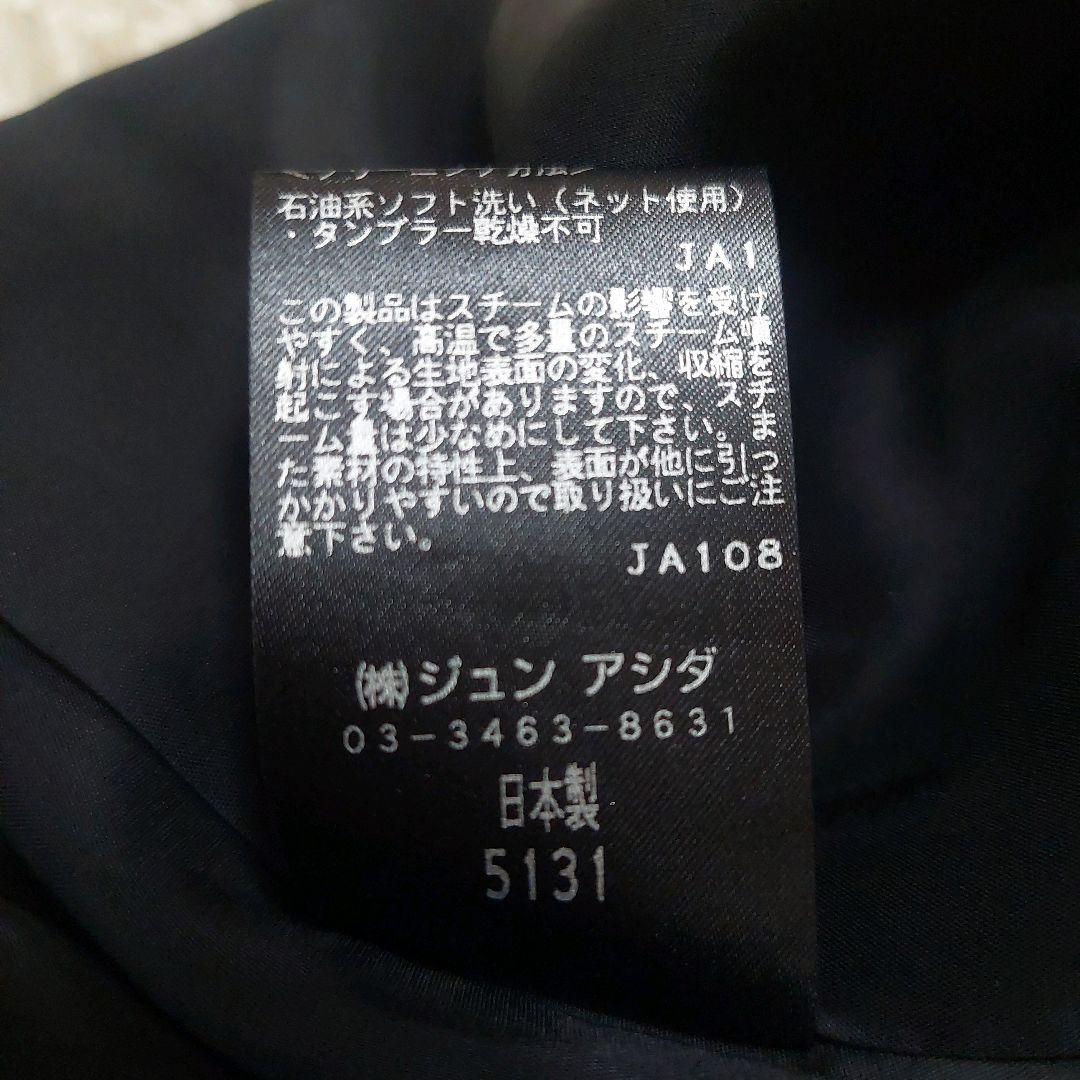 石油系ソフト洗い（ネット使用）
・タンブラー乾燥不可
JA1
この製品はスチームの影響を受け
やすく、高温で多量のスチーム噴
射による生地表面の変化、収縮を
起こす場合がありますので、スチ
ーム量は少なめにして下さい。ま
た素材の特性上、表面が他に引っ
かかりやすいので取り扱いにご注
意下さい。
JA108
㈱ジュン アシダ
03-3463-8631
日本製
5131